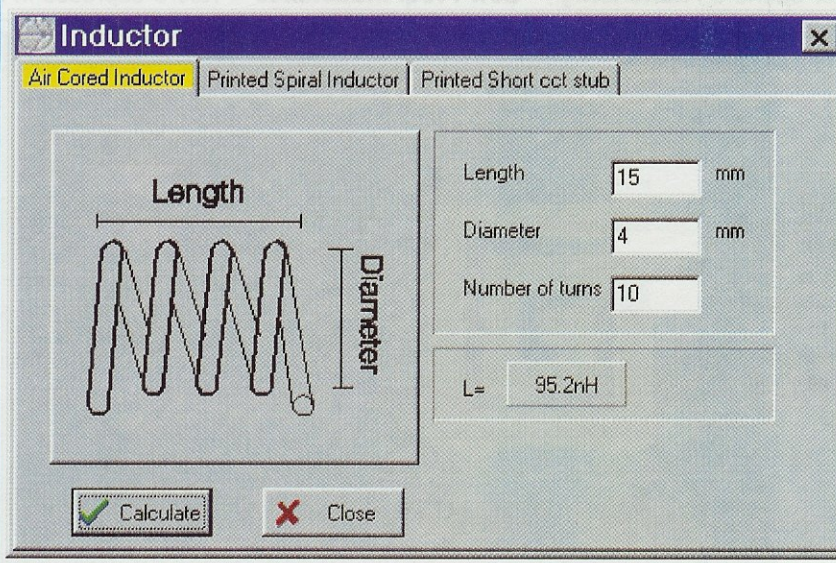 Inductor
Air Cored Inductor
Printed Spiral Inductor
Printed Short cct stub
Length
Diameter
Length 15 mm
Diameter 4 mm
Number of turns 10
L= 95.2nH
Calculate
Close